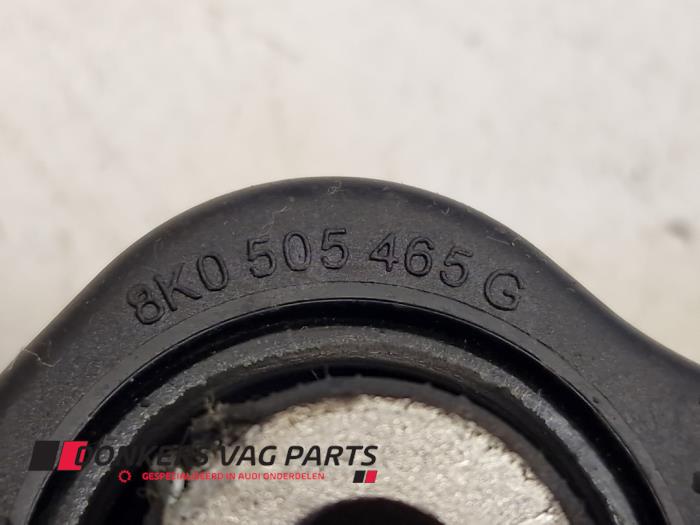 8K0 505 465 G
DONKERS VAG PARTS
GESPECIALISEERD IN AUDI ONDERDELEN